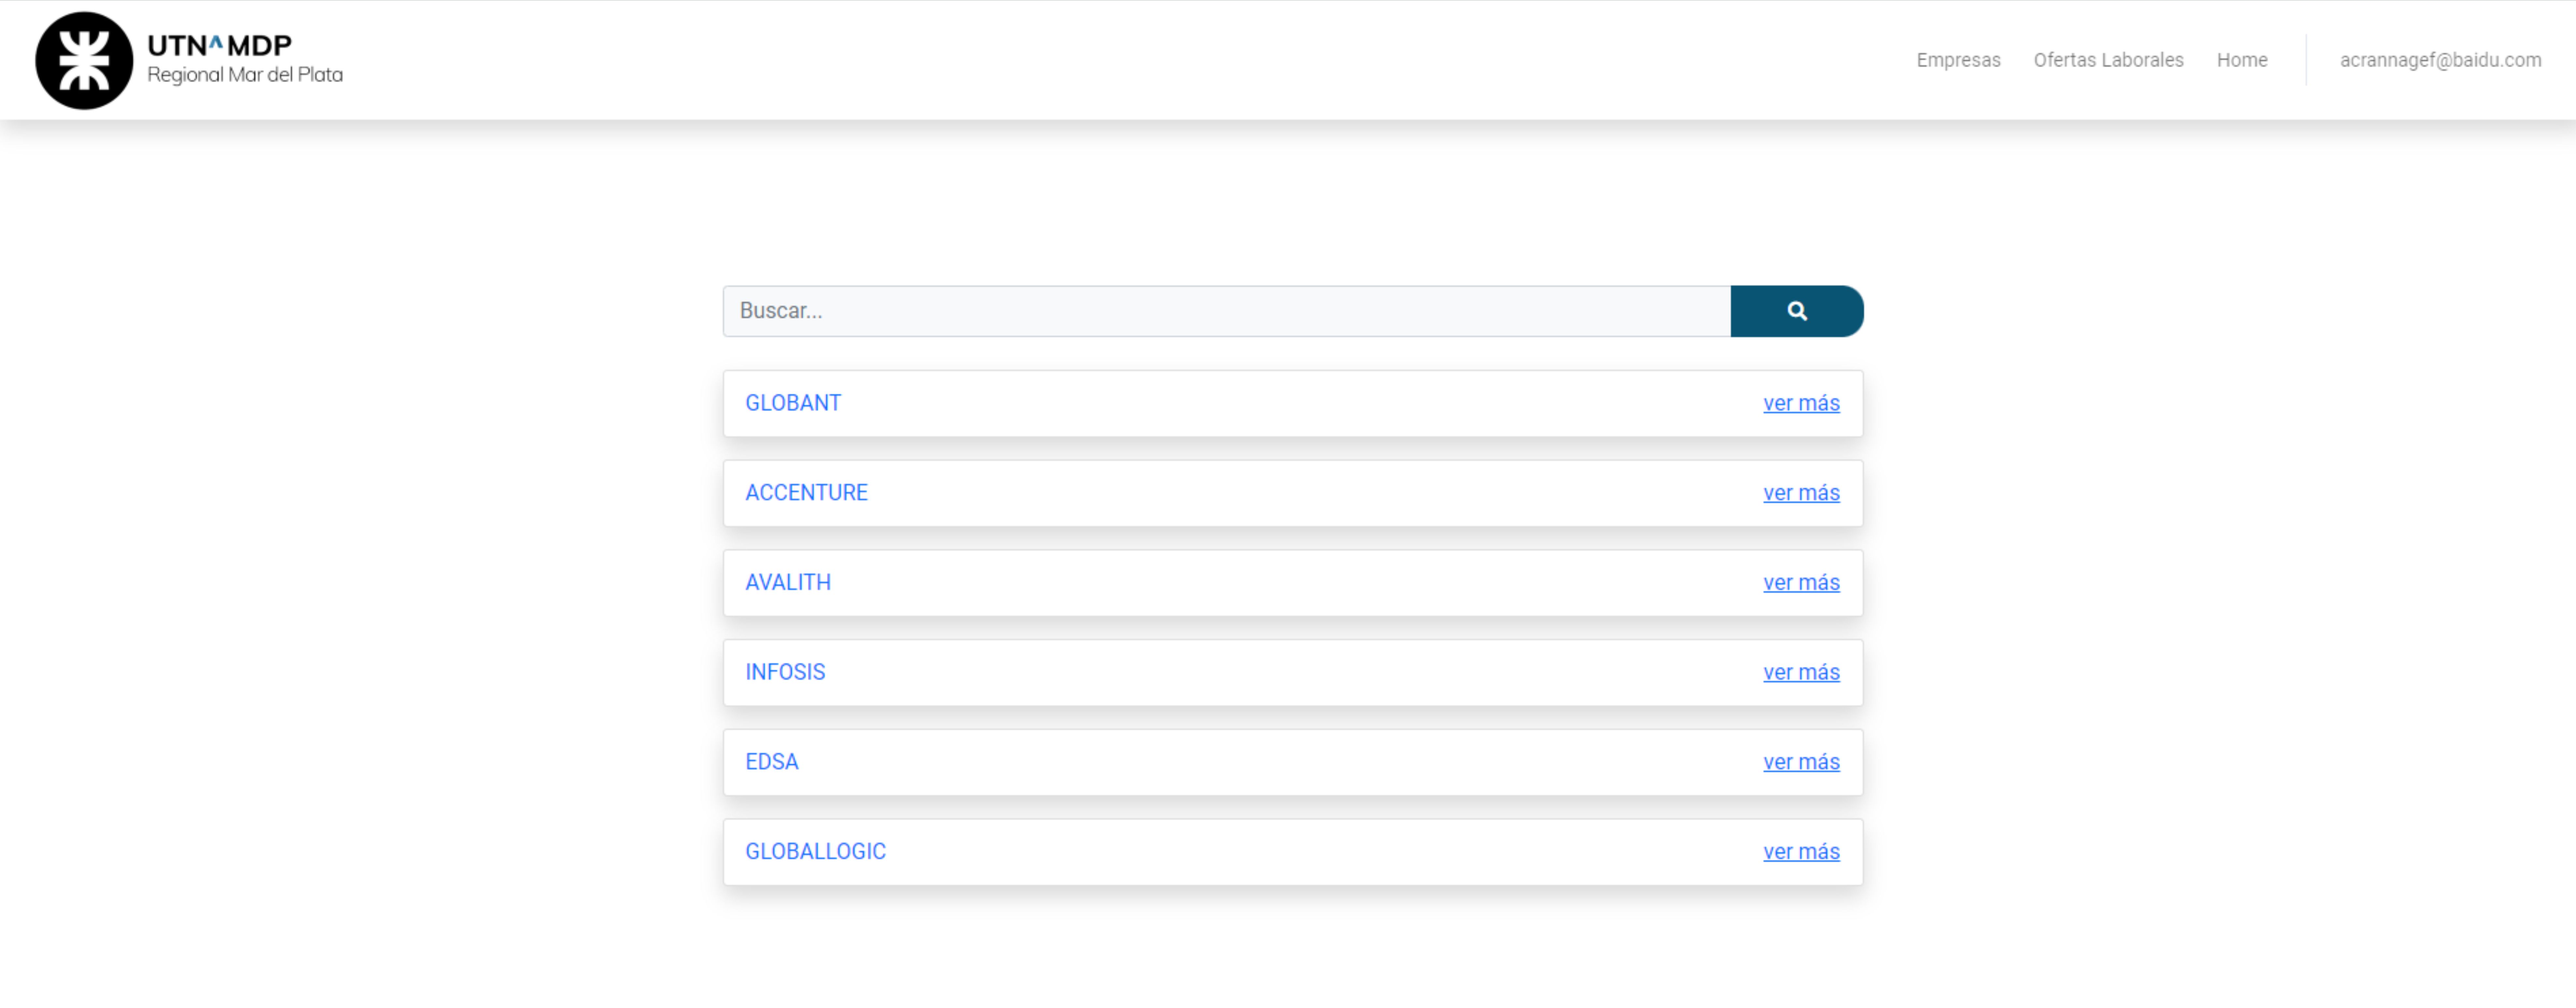 UTN^MDP
Regional Mar del Plata
Empresas Ofertas Laborales Home acrannagef@baidu.com
Buscar...
GLOBANT ver más
ACCENTURE ver más
AVALITH ver más
INFOSIS ver más
EDSA ver más
GLOBALLOGIC ver más